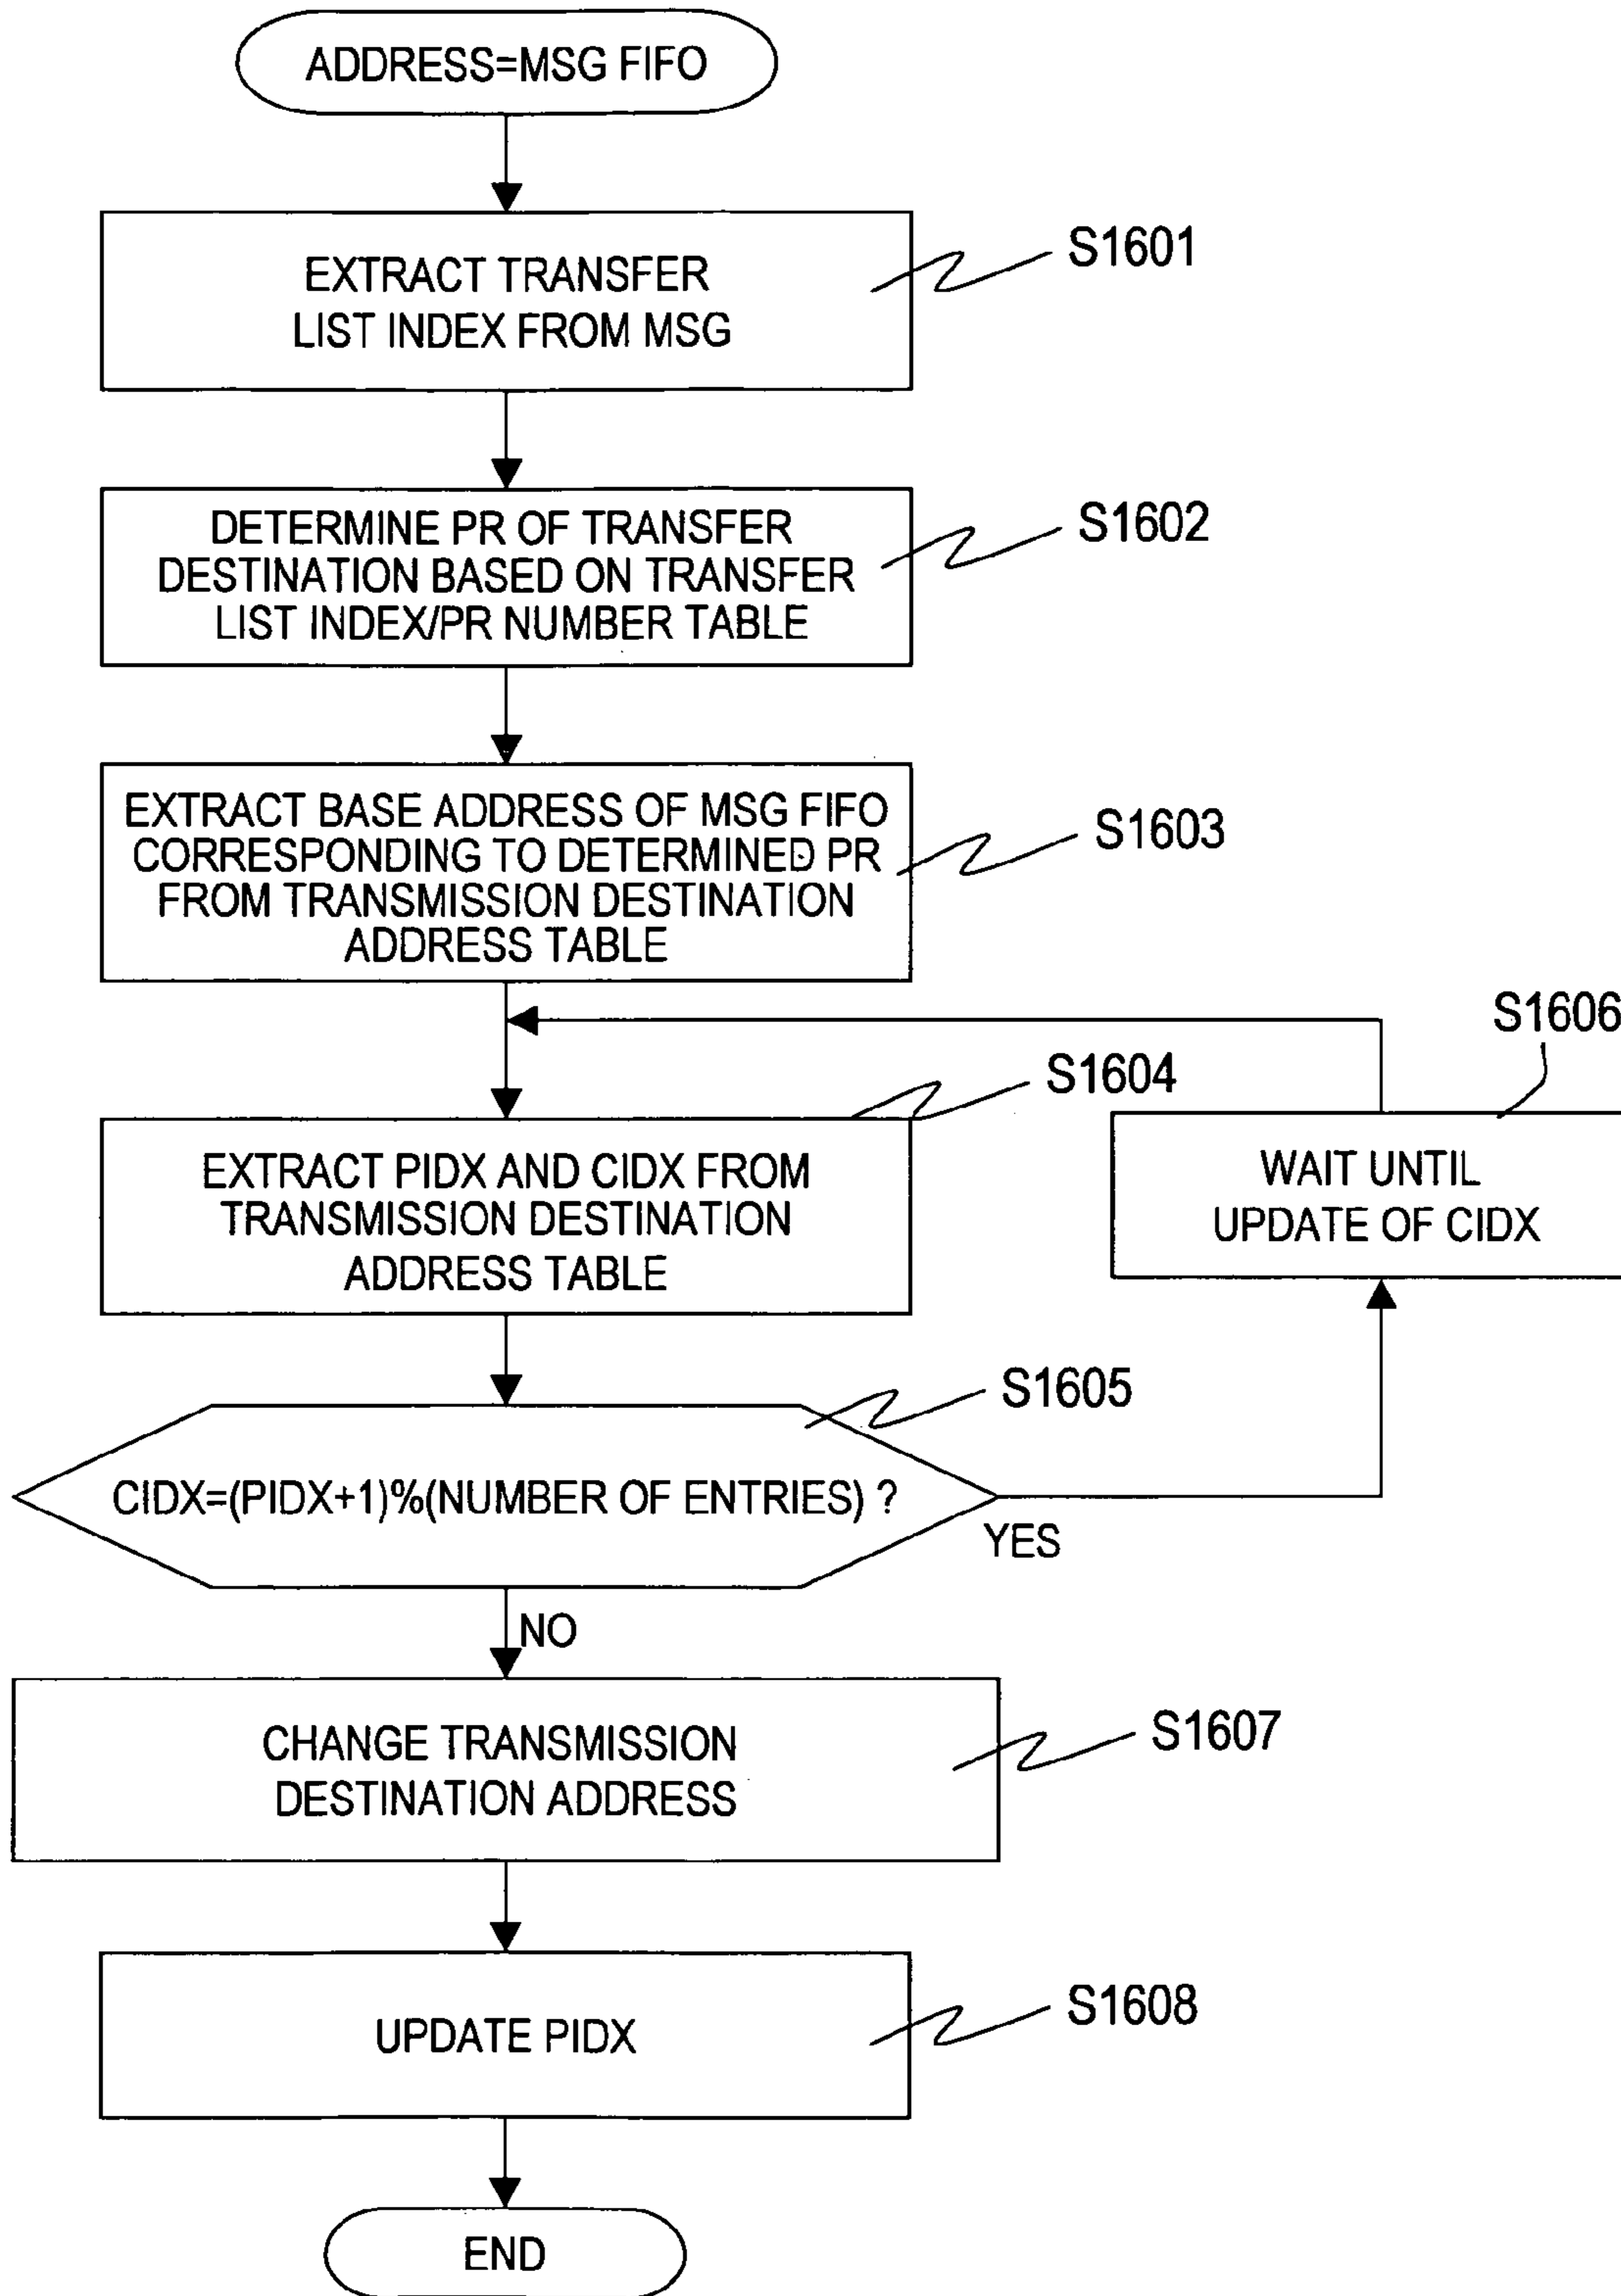 ADDRESS=MSG FIFO
EXTRACT TRANSFER
LIST INDEX FROM MSG
S1601
DETERMINE PR OF TRANSFER
DESTINATION BASED ON TRANSFER
LIST INDEX/PR NUMBER TABLE
S1602
EXTRACT BASE ADDRESS OF MSG FIFO
CORRESPONDING TO DETERMINED PR
FROM TRANSMISSION DESTINATION
ADDRESS TABLE
S1603
S1606
S1604
EXTRACT PIDX AND CIDX FROM
TRANSMISSION DESTINATION
ADDRESS TABLE
WAIT UNTIL
UPDATE OF CIDX
S1605
CIDX=(PIDX+1)%(NUMBER OF ENTRIES) ?
YES
NO
CHANGE TRANSMISSION
DESTINATION ADDRESS
S1607
UPDATE PIDX
S1608
END